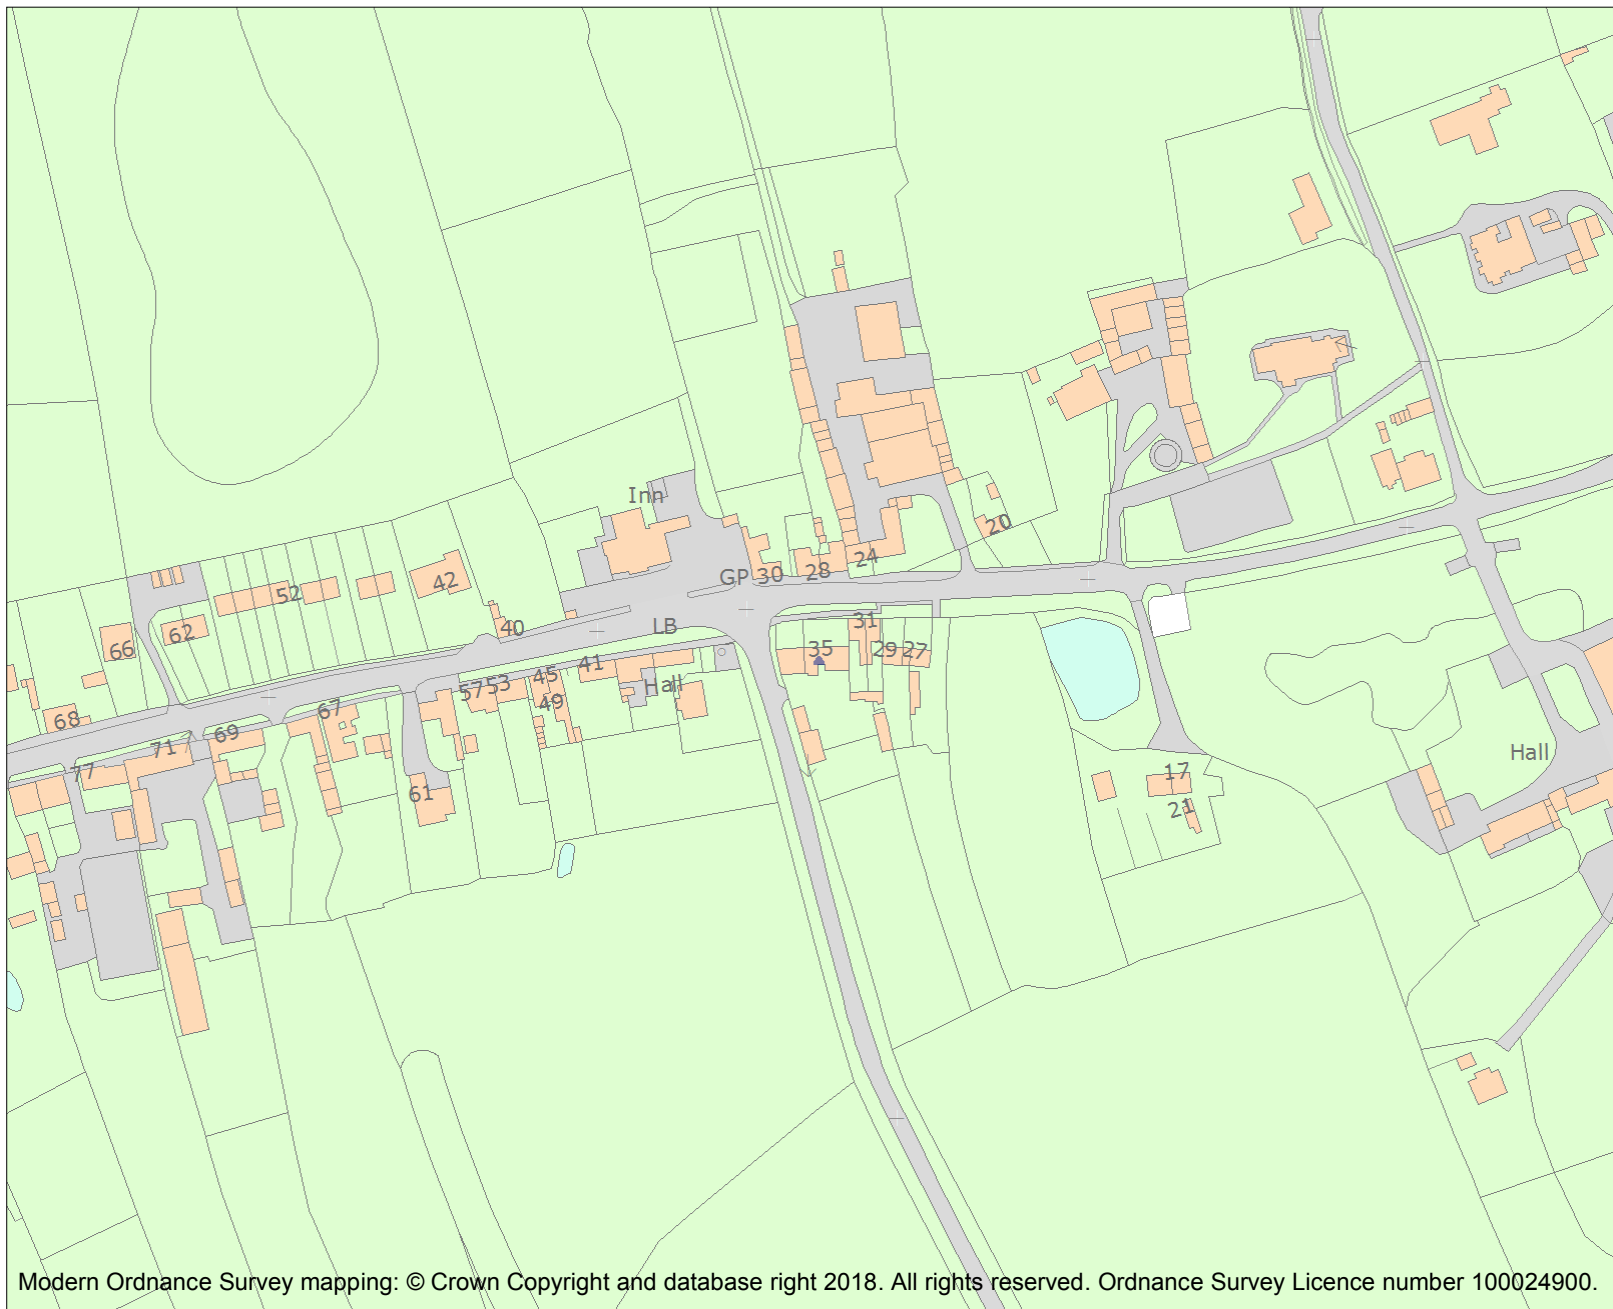 Inn
20
24
GP 30 28
42
52
40
LB
31
62
66
35 29 27
41
45
57 53
Hall
49
67
68
69
71
77
61
Hall
17
21
Modern Ordnance Survey mapping: © Crown Copyright and database right 2018. All rights reserved. Ordnance Survey Licence number 100024900.